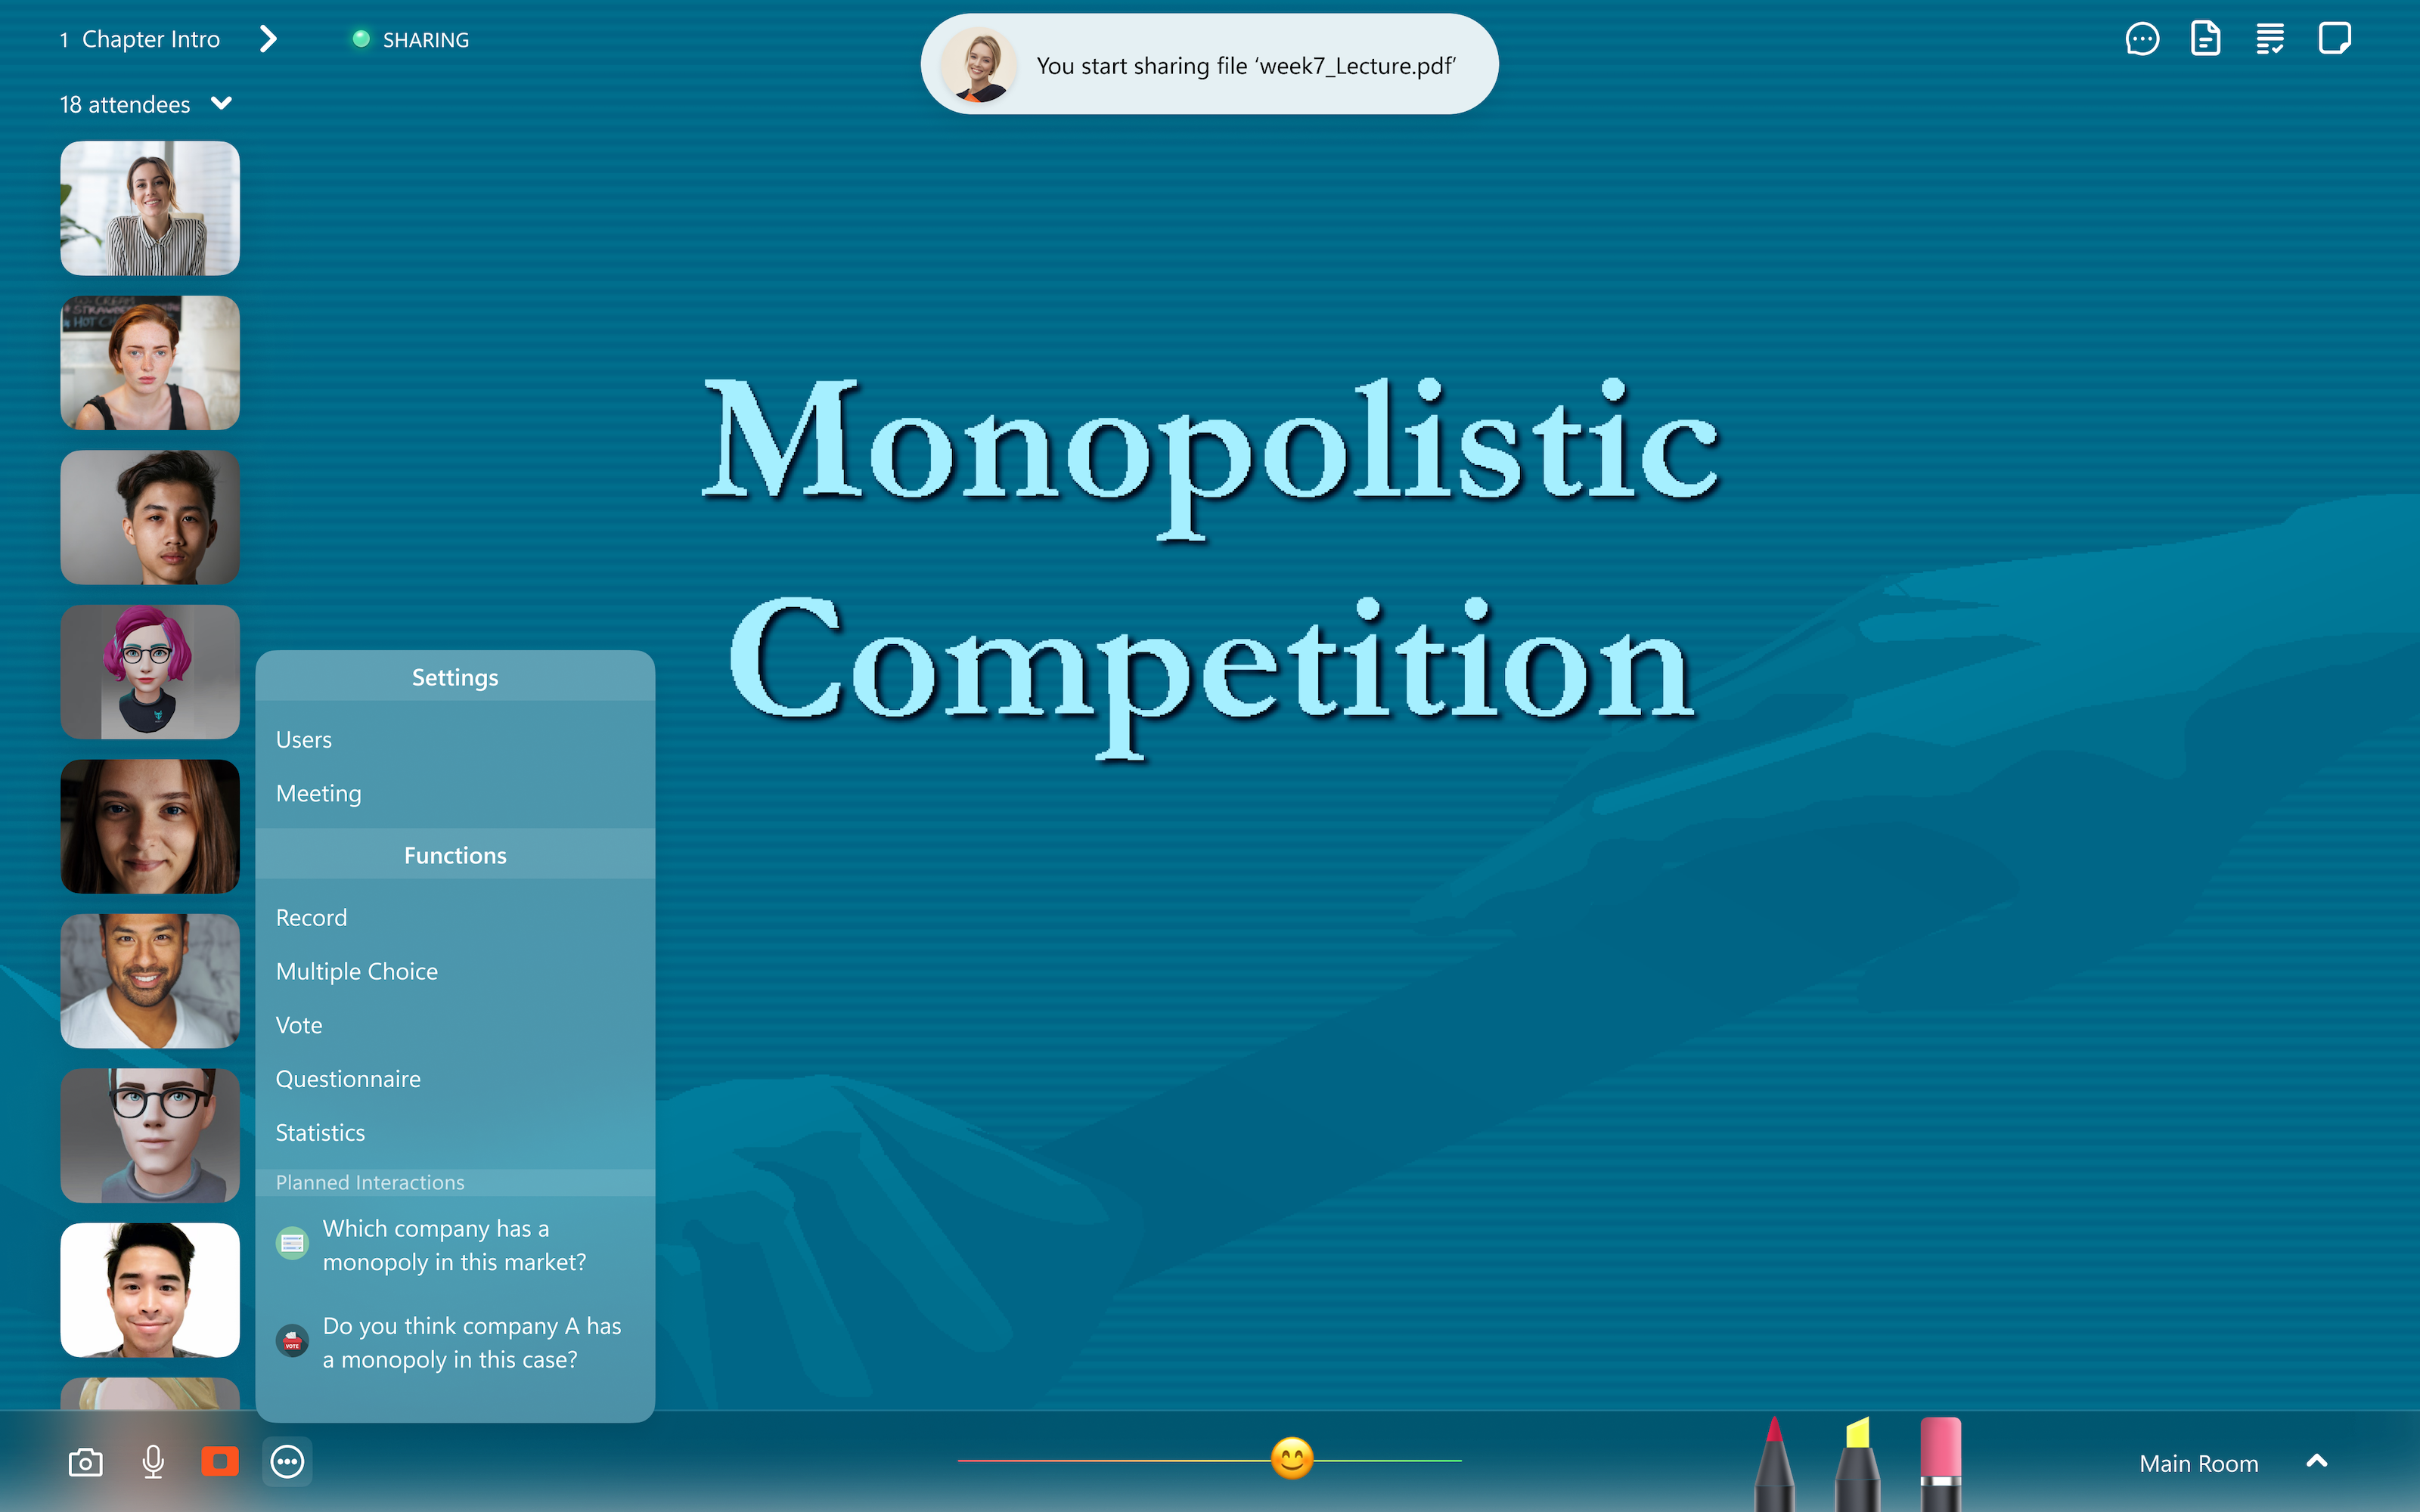 1 Chapter Intro
SHARING
You start sharing file ‘week7_Lecture.pdf’
18 attendees
HOT
Monopolistic
Competition
Settings
Users
Meeting
Functions
Record
Multiple Choice
Vote
Questionnaire
Statistics
Planned Interactions
Which company has a
monopoly in this market?
VOTE
Do you think company A has
a monopoly in this case?
Main Room